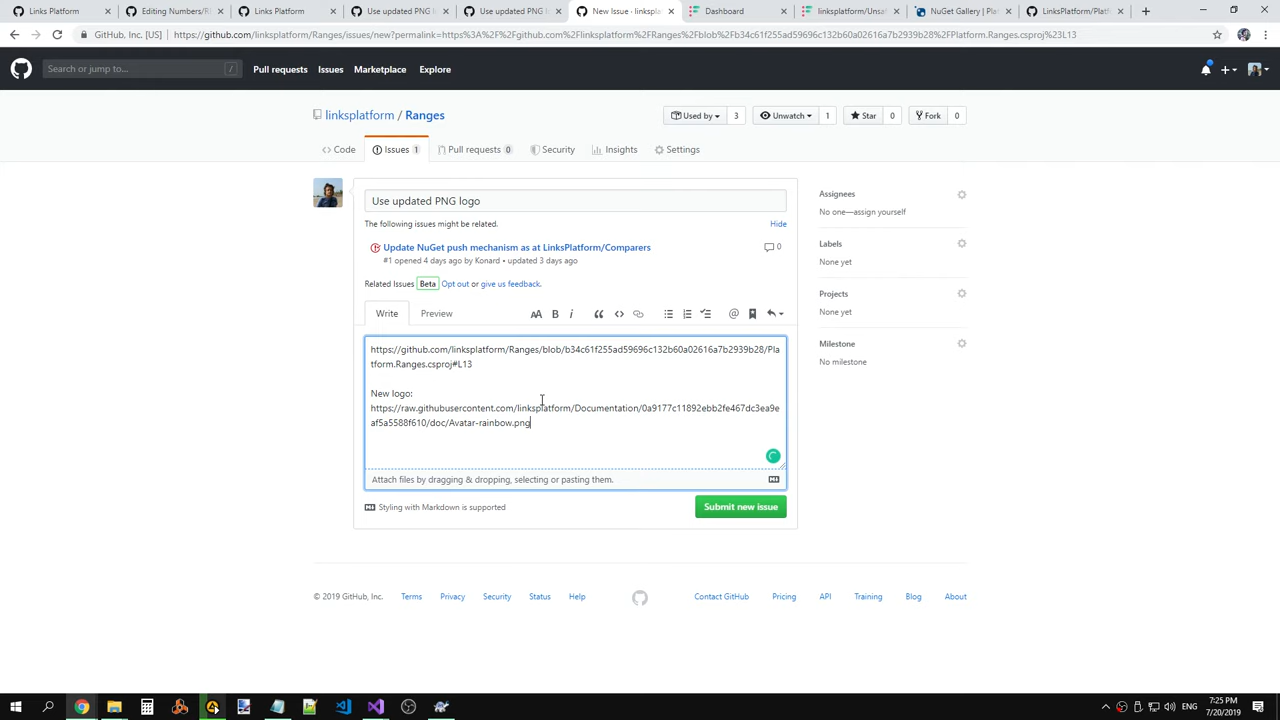 Links Platform
Editing Numbers/R
Links Platform
Use updated PNG log
Use updated PNG log
New Issue · linkspla
Dashboard
linksplatform/Unsa
NuGet Gallery | Pla
LinksPlatform/Platf
GitHub, Inc. [US] | https://github.com/linksplatform/Ranges/issues/new?permalink=https%3A%2F%2Fgithub.com%2Flinksplatform%2FRanges%2Fblob%2Fb34c61f255ad59696c132b60a02616a7b2939b28%2FPlatform.Ranges.csproj%23L13
Search or jump to...
/
Pull requests
Issues
Marketplace
Explore
linksplatform / Ranges
Used by
3
Unwatch
1
Star
0
Fork
0
Code
Issues 1
Pull requests 0
Security
Insights
Settings
Use updated PNG logo
The following issues might be related.
Hide
Update NuGet push mechanism as at LinksPlatform/Comparers
0
#1 opened 4 days ago by Konard • updated 3 days ago
Related Issues Beta Opt out or give us feedback.
Write
Preview
https://github.com/linksplatform/Ranges/blob/b34c61f255ad59696c132b60a02616a7b2939b28/Pla
tform.Ranges.csproj#L13
New logo:
https://raw.githubusercontent.com/linksplatform/Documentation/0a9177c11892ebb2fe467dc3ea9e
af5a5588f610/doc/Avatar-rainbow.png
Attach files by dragging & dropping, selecting or pasting them.
Styling with Markdown is supported
Submit new issue
Assignees
No one—assign yourself
Labels
None yet
Projects
None yet
Milestone
No milestone
© 2019 GitHub, Inc.
Terms
Privacy
Security
Status
Help
Contact GitHub
Pricing
API
Training
Blog
About
ENG
7:25 PM
7/20/2019